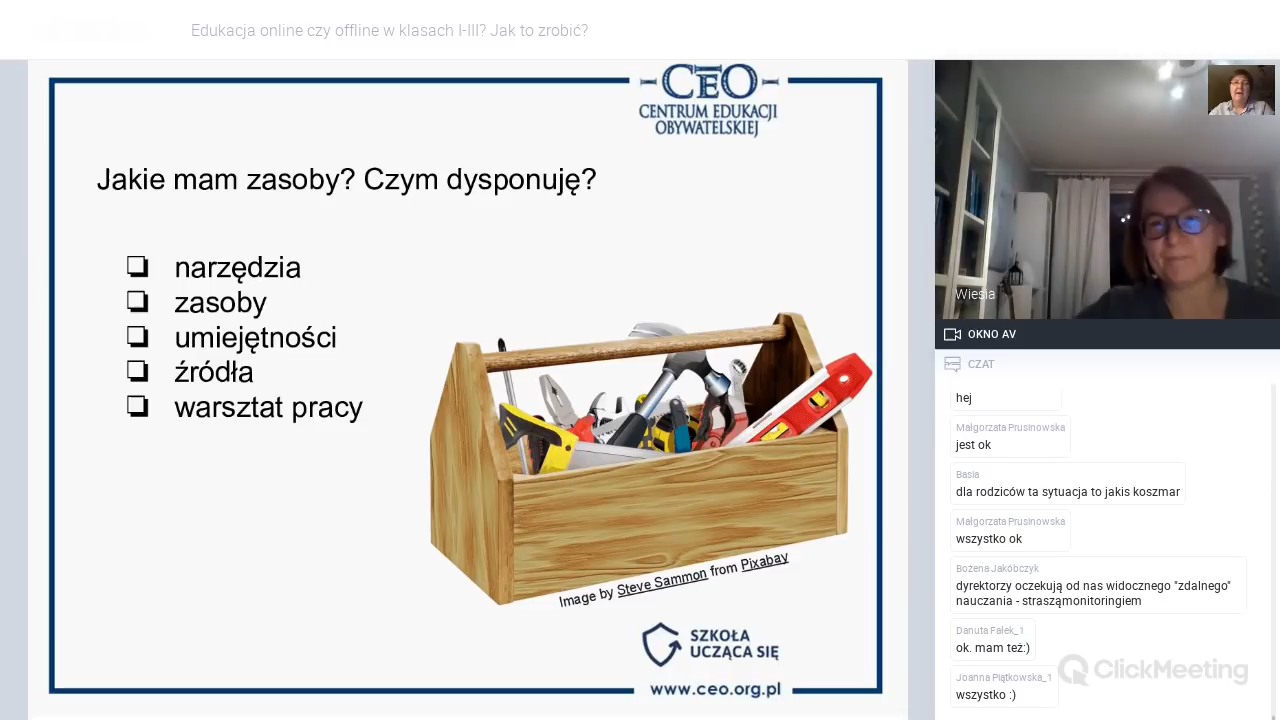 Edukacja online czy offline w klasach I-III? Jak to zrobić?
CEO
CENTRUM EDUKACJI
OBYWATELSKIEJ
Jakie mam zasoby? Czym dysponuję?
❏ narzędzia
❏ zasoby
❏ umiejętności
❏ źródła
❏ warsztat pracy
Image by Steve Sammon from Pixabay
SZKOŁA
UCZĄCA SIĘ
www.ceo.org.pl
Wiesia
OKNO AV
CZAT
hej
Małgorzata Prusinowska
jest ok
Basia
dla rodziców ta sytuacja to jakis koszmar
Małgorzata Prusinowska
wszystko ok
Bożena Jakóbczyk
dyrektorzy oczekują od nas widocznego "zdalnego"
nauczania - strasząmonitoringiem
Danuta Fałek_1
ok. mam też:)
Joanna Piątkowska_1
wszystko :)
ClickMeeting